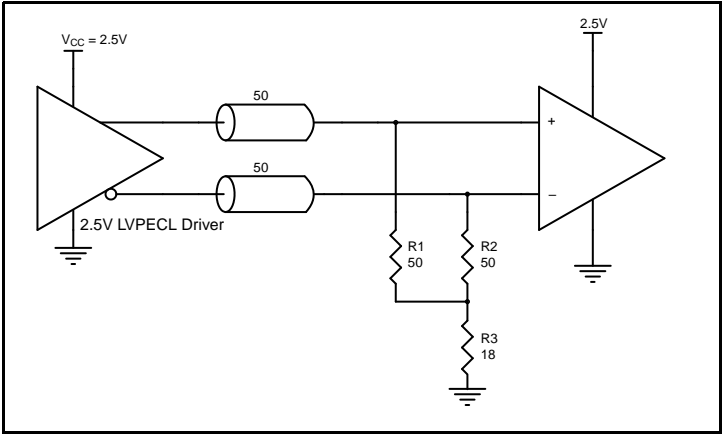 V_CC = 2.5V
2.5V
50
+
50
–
2.5V LVPECL Driver
R1
50
R2
50
R3
18